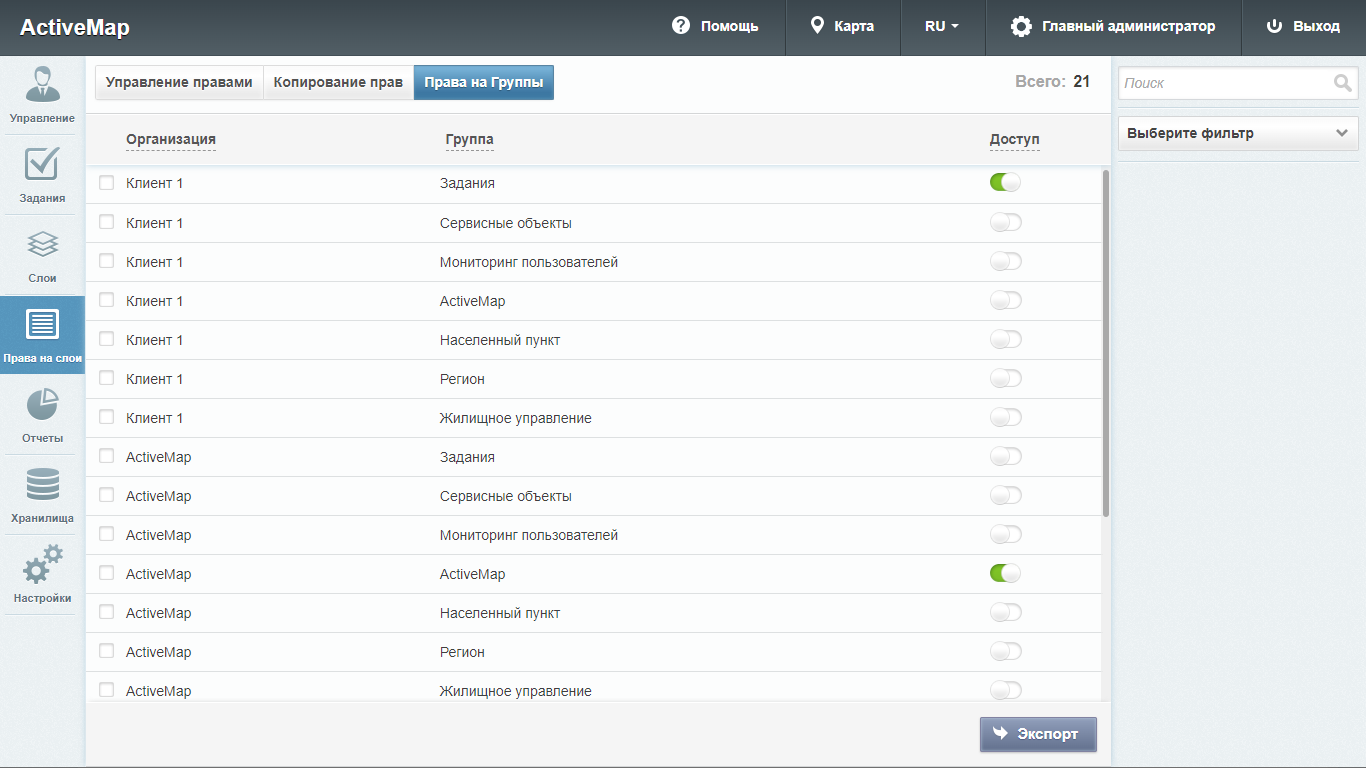 ActiveMap
Помощь
Карта
RU
Главный администратор
Выход
Управление
Задания
Слои
Права на слои
Отчеты
Хранилища
Настройки
Управление правами Копирование прав Права на Группы
Всего: 21
Организация Группа Доступ
Клиент 1 Задания
Клиент 1 Сервисные объекты
Клиент 1 Мониторинг пользователей
Клиент 1 ActiveMap
Клиент 1 Населенный пункт
Клиент 1 Регион
Клиент 1 Жилищное управление
ActiveMap Задания
ActiveMap Сервисные объекты
ActiveMap Мониторинг пользователей
ActiveMap ActiveMap
ActiveMap Населенный пункт
ActiveMap Регион
ActiveMap Жилищное управление
Экспорт
Поиск
Выберите фильтр